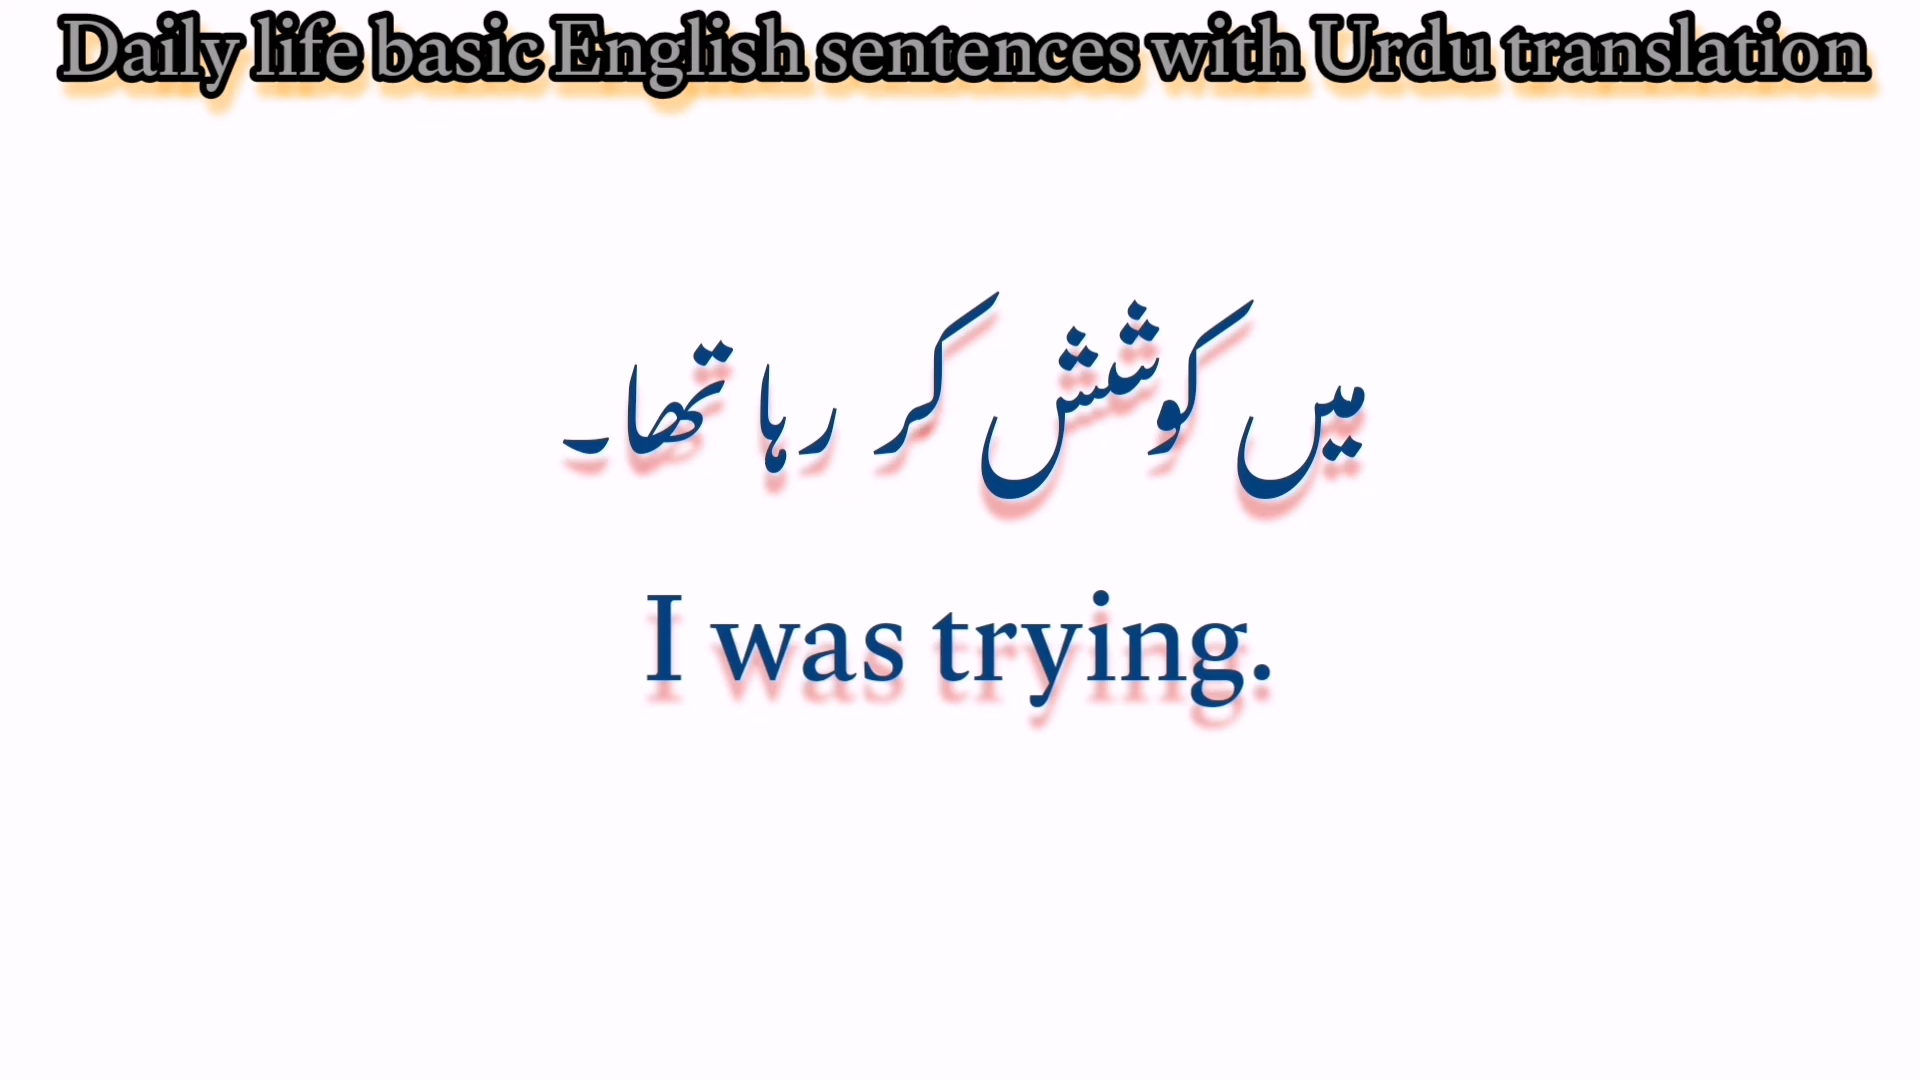 Daily life basic English sentences with Urdu translation
میں کوشش کر رہا تھا۔
I was trying.